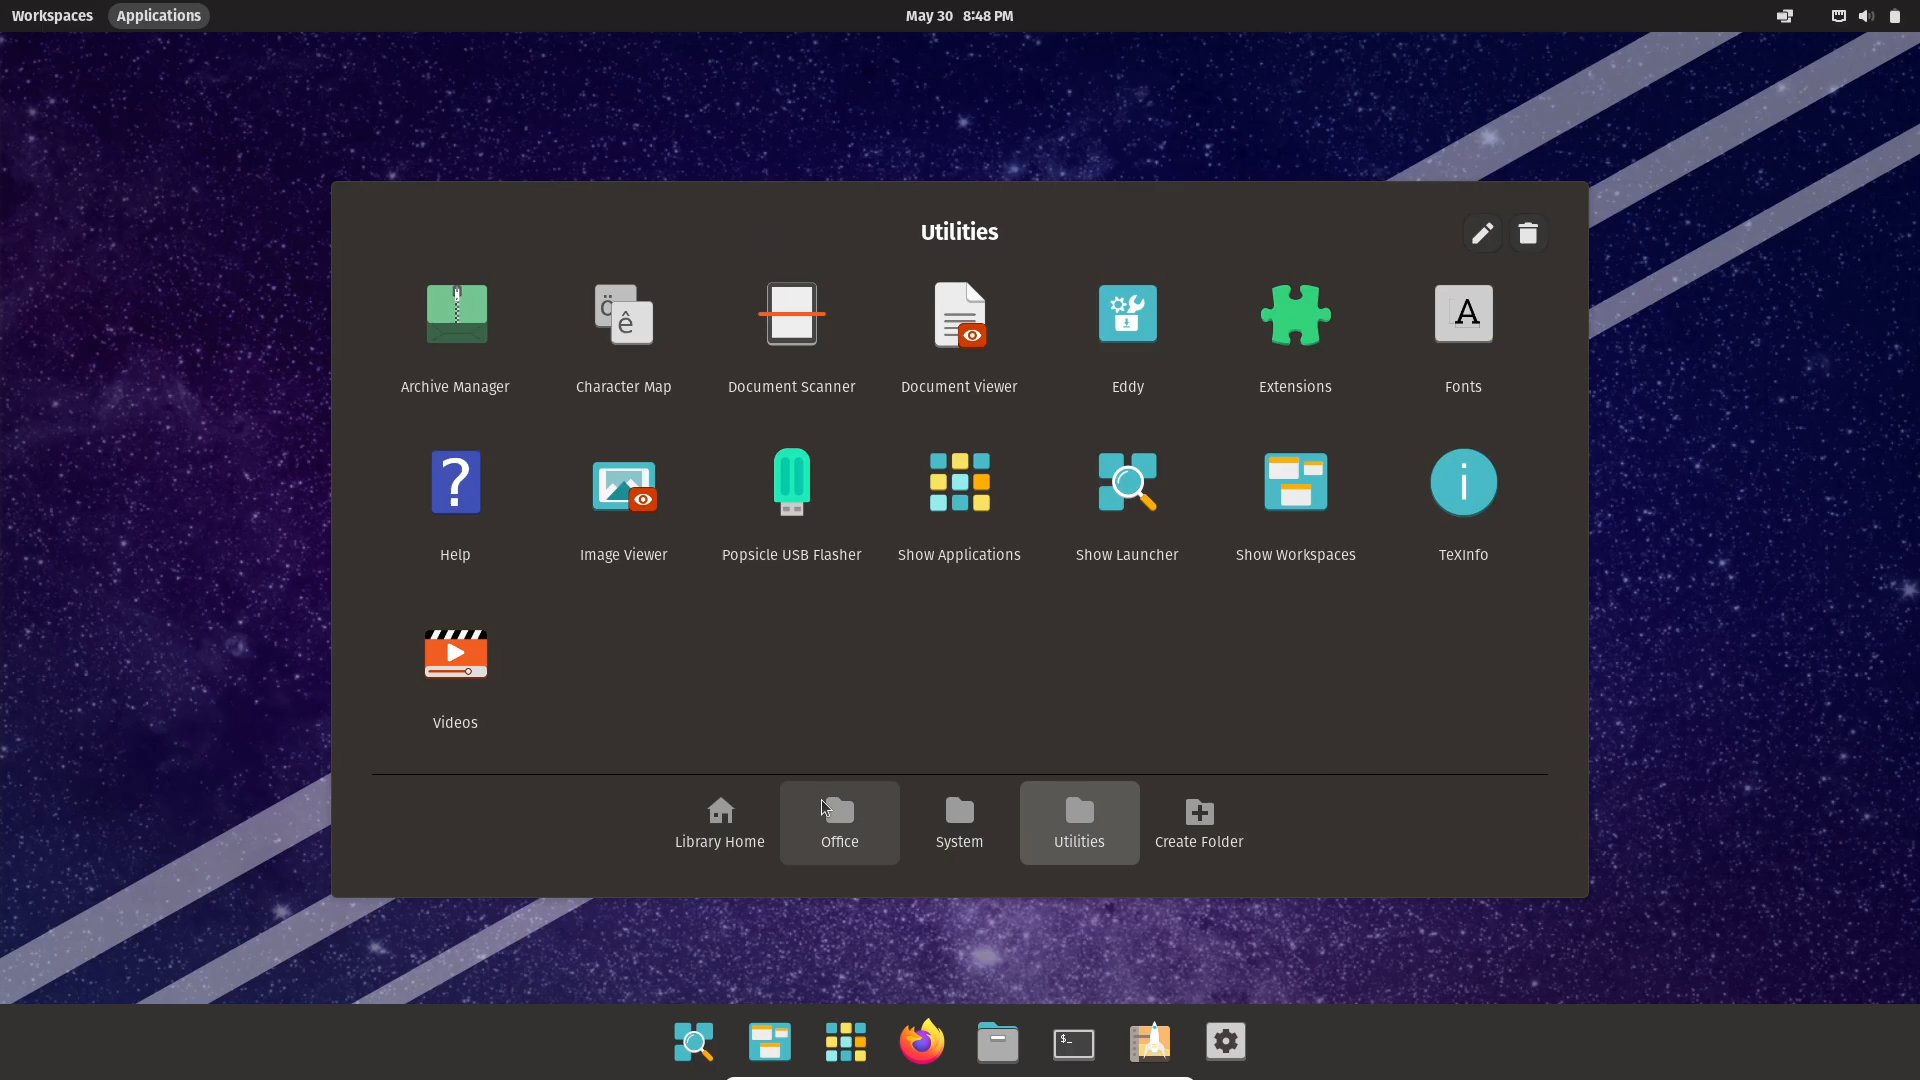 Workspaces Applications May 30 8:48 PM
Utilities
Archive Manager Character Map Document Scanner Document Viewer Eddy Extensions Fonts
Help Image Viewer Popsicle USB Flasher Show Applications Show Launcher Show Workspaces TeXInfo
Videos
Library Home Office System Utilities Create Folder